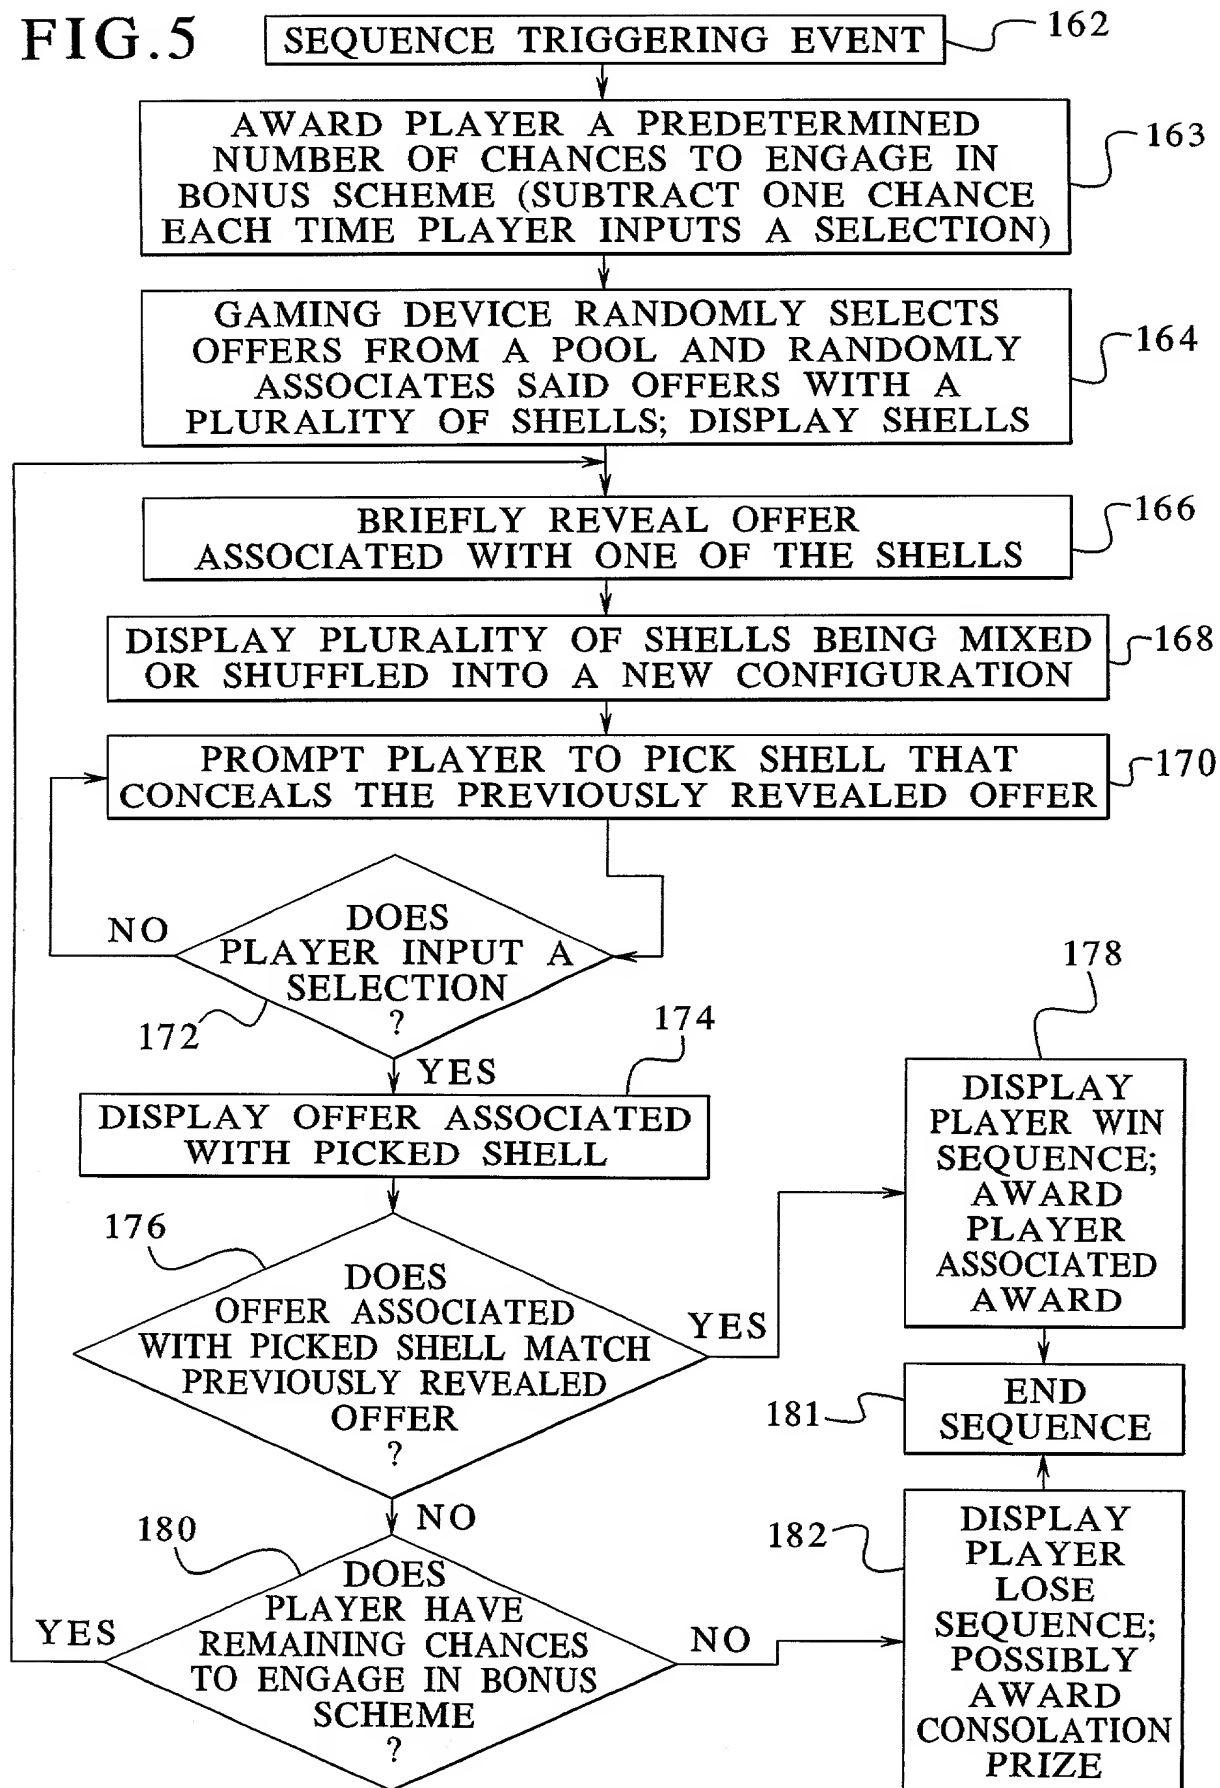 FIG.5
SEQUENCE TRIGGERING EVENT
162
AWARD PLAYER A PREDETERMINED
NUMBER OF CHANCES TO ENGAGE IN
BONUS SCHEME (SUBTRACT ONE CHANCE
EACH TIME PLAYER INPUTS A SELECTION)
163
GAMING DEVICE RANDOMLY SELECTS
OFFERS FROM A POOL AND RANDOMLY
ASSOCIATES SAID OFFERS WITH A
PLURALITY OF SHELLS; DISPLAY SHELLS
164
BRIEFLY REVEAL OFFER
ASSOCIATED WITH ONE OF THE SHELLS
166
DISPLAY PLURALITY OF SHELLS BEING MIXED
OR SHUFFLED INTO A NEW CONFIGURATION
168
PROMPT PLAYER TO PICK SHELL THAT
CONCEALS THE PREVIOUSLY REVEALED OFFER
170
NO
DOES
PLAYER INPUT A
SELECTION
?
172
YES
174
DISPLAY OFFER ASSOCIATED
WITH PICKED SHELL
176
DOES
OFFER ASSOCIATED
WITH PICKED SHELL MATCH
PREVIOUSLY REVEALED
OFFER
?
YES
178
DISPLAY
PLAYER WIN
SEQUENCE;
AWARD
PLAYER
ASSOCIATED
AWARD
181
END
SEQUENCE
NO
180
DOES
PLAYER HAVE
REMAINING CHANCES
TO ENGAGE IN BONUS
SCHEME
?
YES
NO
182
DISPLAY
PLAYER
LOSE
SEQUENCE;
POSSIBLY
AWARD
CONSOLATION
PRIZE